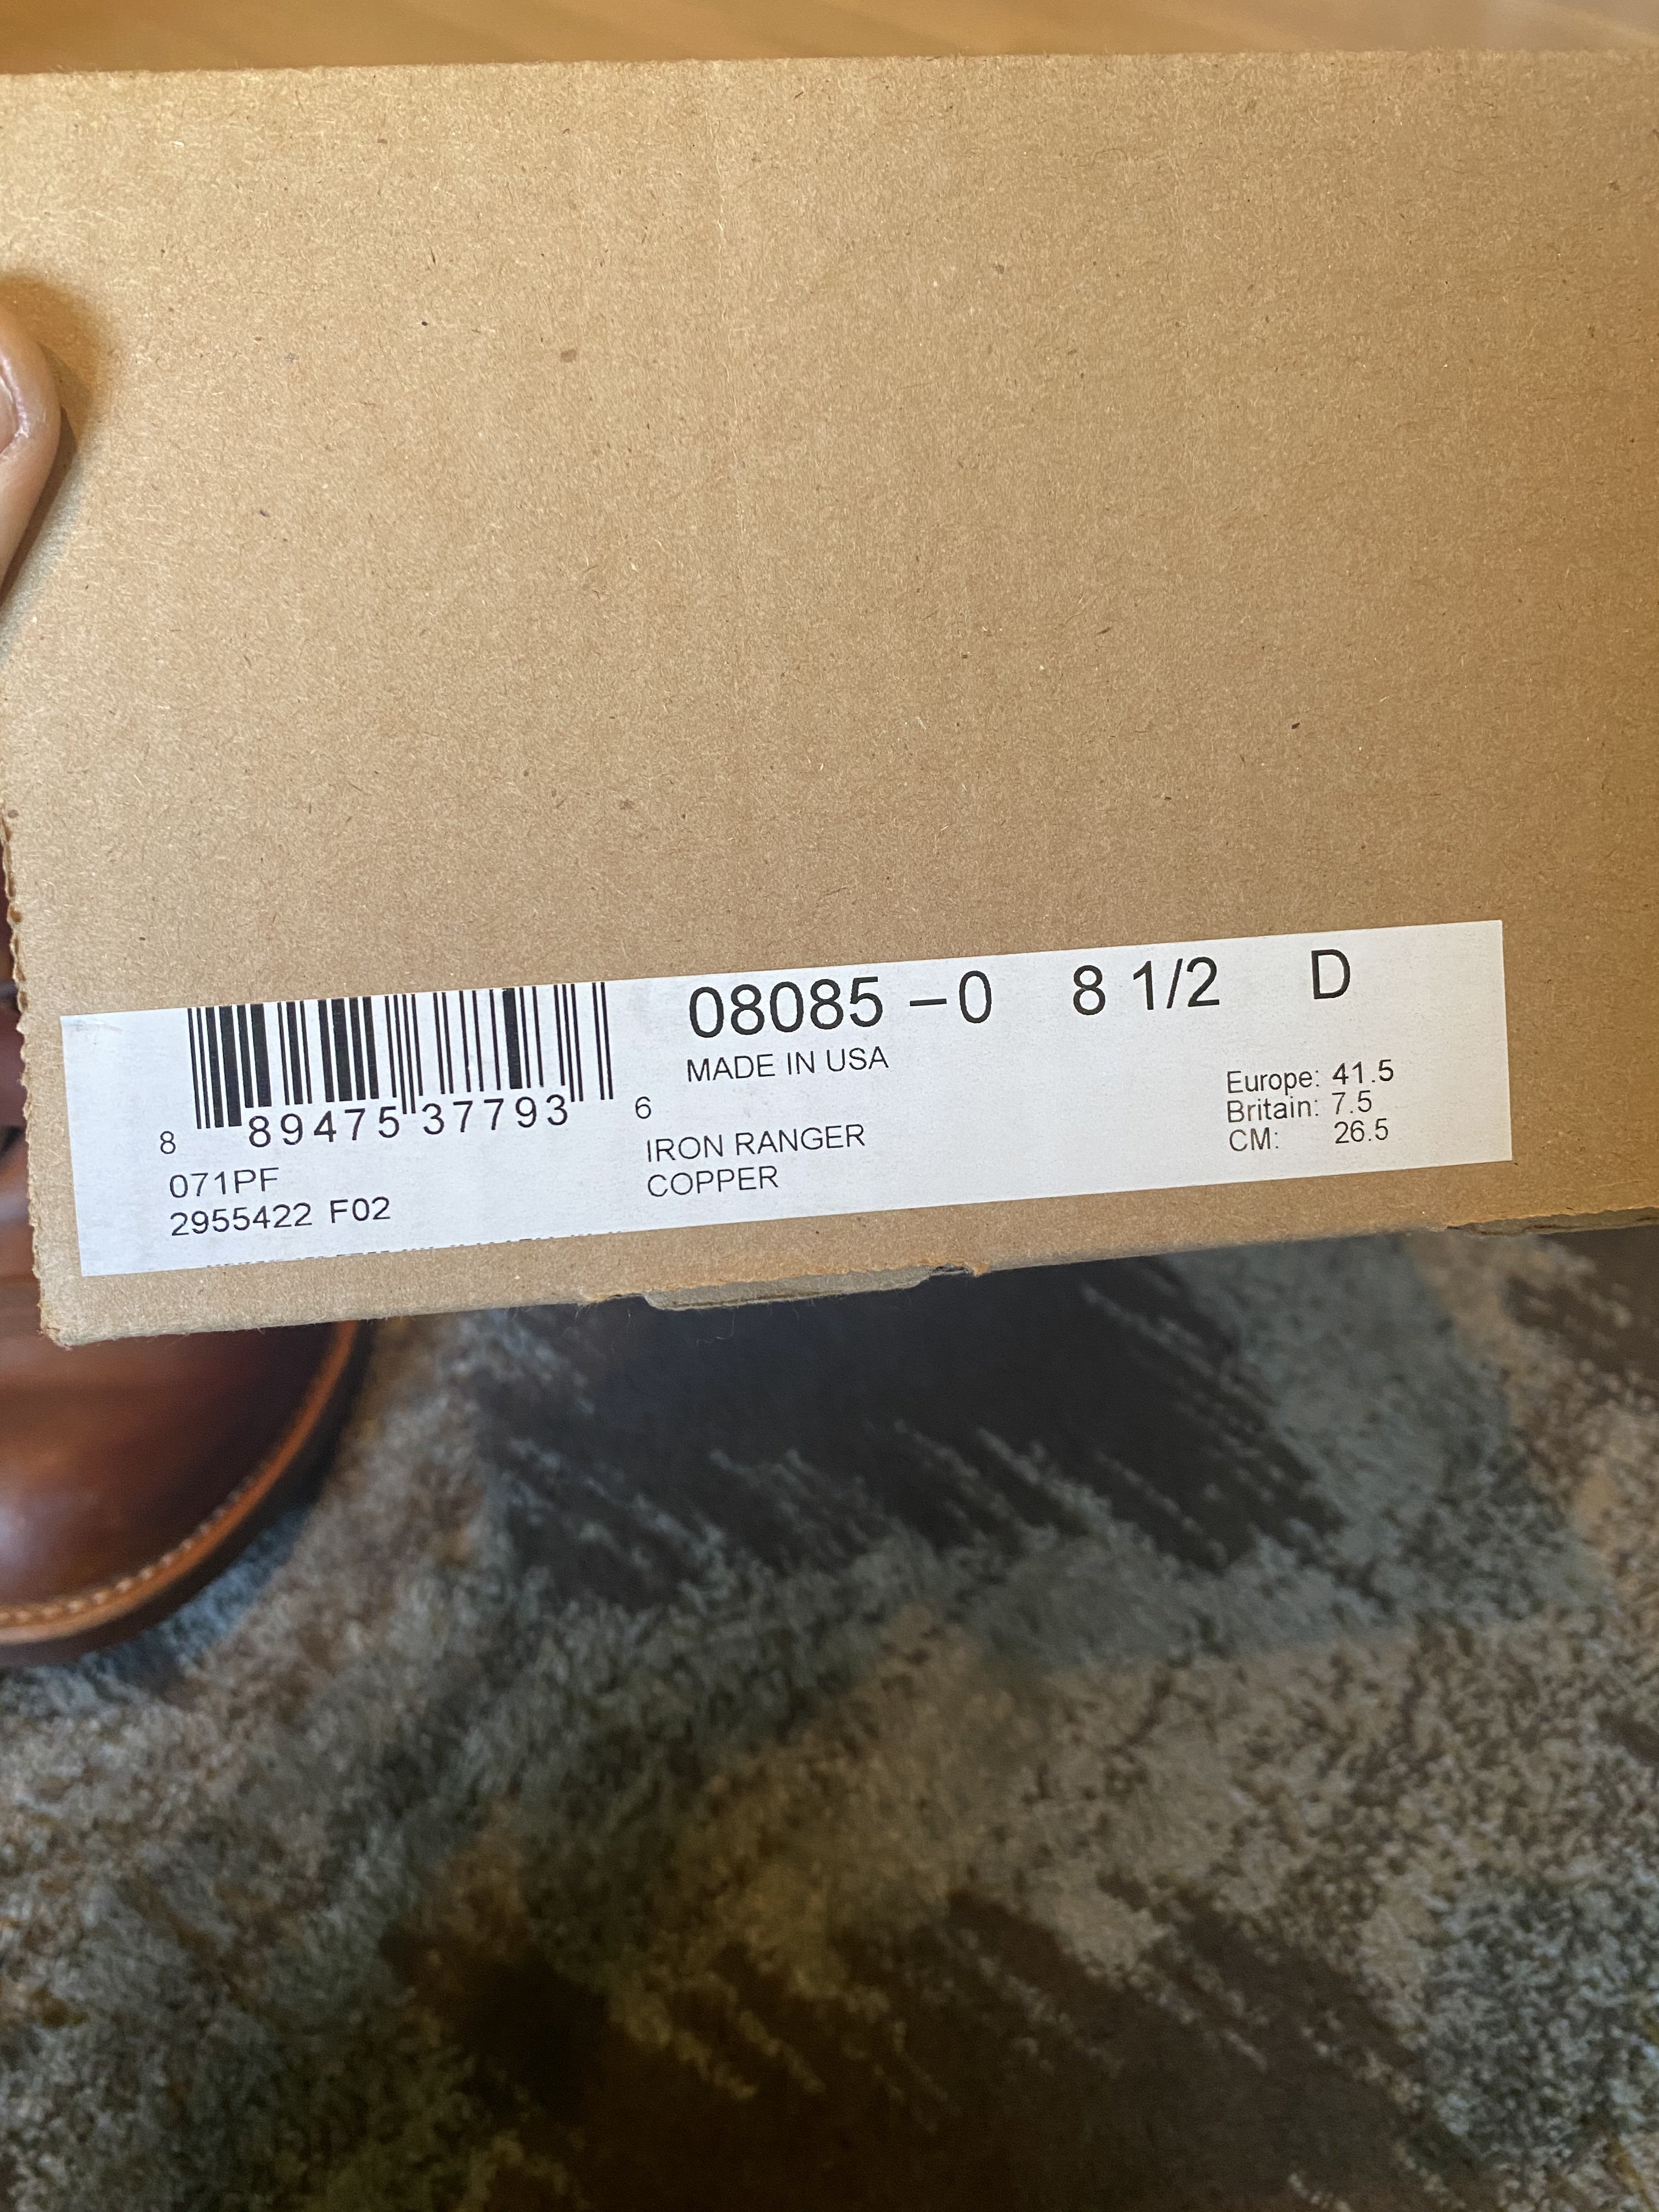 08085 –0 8 1/2 D
MADE IN USA
8 89475 37793 6
IRON RANGER
COPPER
071PF
2955422 F02
Europe: 41.5
Britain: 7.5
CM: 26.5